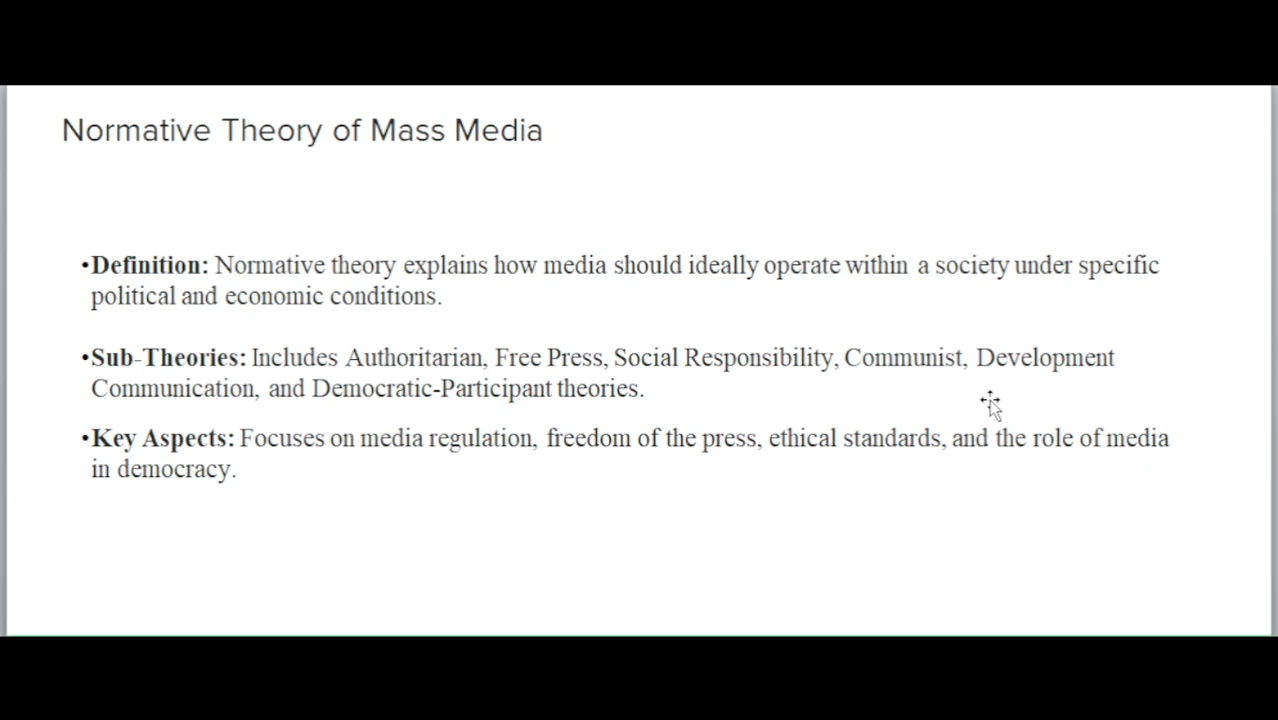 Normative Theory of Mass Media
•Definition: Normative theory explains how media should ideally operate within a society under specific
political and economic conditions.
•Sub-Theories: Includes Authoritarian, Free Press, Social Responsibility, Communist, Development
Communication, and Democratic-Participant theories.
•Key Aspects: Focuses on media regulation, freedom of the press, ethical standards, and the role of media
in democracy.